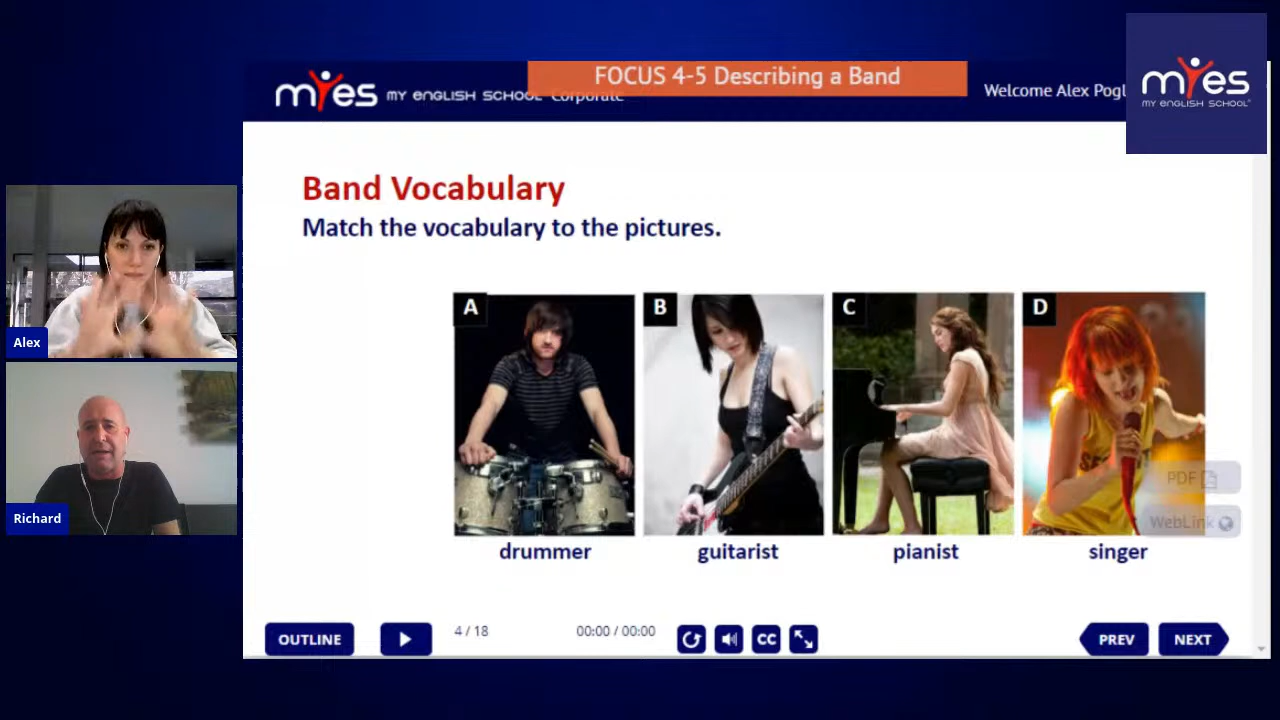 FOCUS 4-5 Describing a Band
myes MY ENGLISH SCHOOL Corporate
Welcome Alex Pogl
myes
MY ENGLISH SCHOOL
Band Vocabulary
Match the vocabulary to the pictures.
A B C D
Alex
Richard
PDF
WebLink
drummer guitarist pianist singer
OUTLINE 4 / 18 00:00 / 00:00 CC PREV NEXT